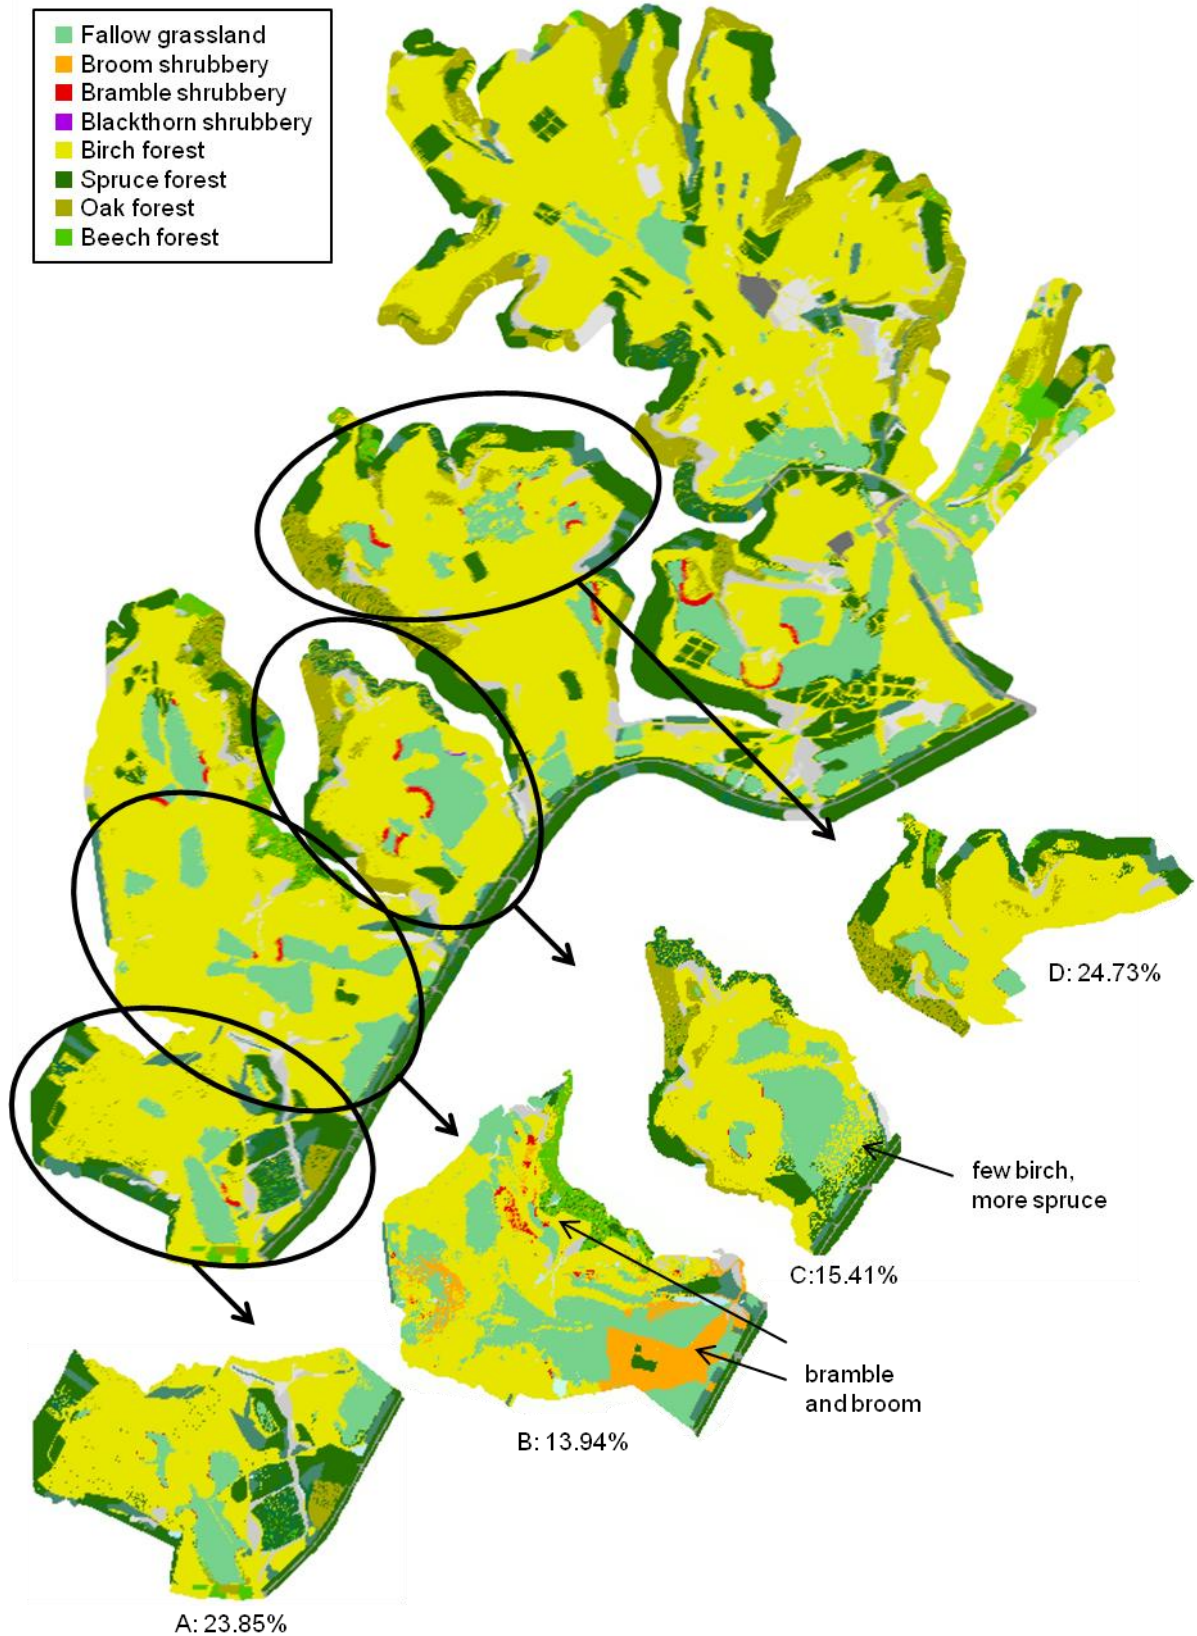 Fallow grassland
Broom shrubbery
Bramble shrubbery
Blackthorn shrubbery
Birch forest
Spruce forest
Oak forest
Beech forest
D: 24.73%
few birch,
more spruce
C:15.41%
bramble
and broom
B: 13.94%
A: 23.85%